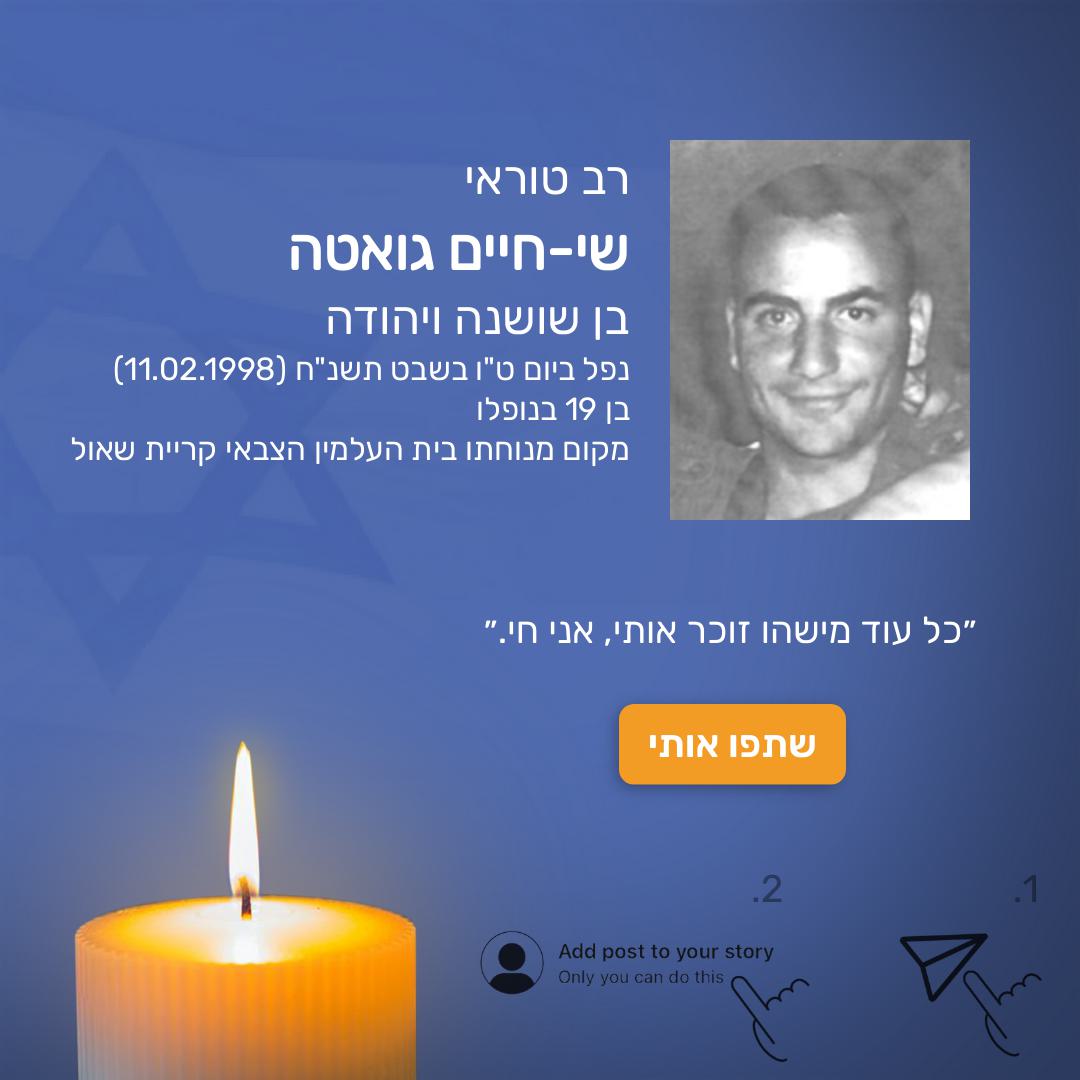 רב טוראי
שי-חיים גואטה
בן שושנה ויהודה
נפל ביום ט"ו בשבט תשנ"ח (11.02.1998)
בן 19 בנופלו
מקום מנוחתו בית העלמין הצבאי קריית שאול
״כל עוד מישהו זוכר אותי, אני חי.״
שתפו אותי
1.
2.
Add post to your story
Only you can do this